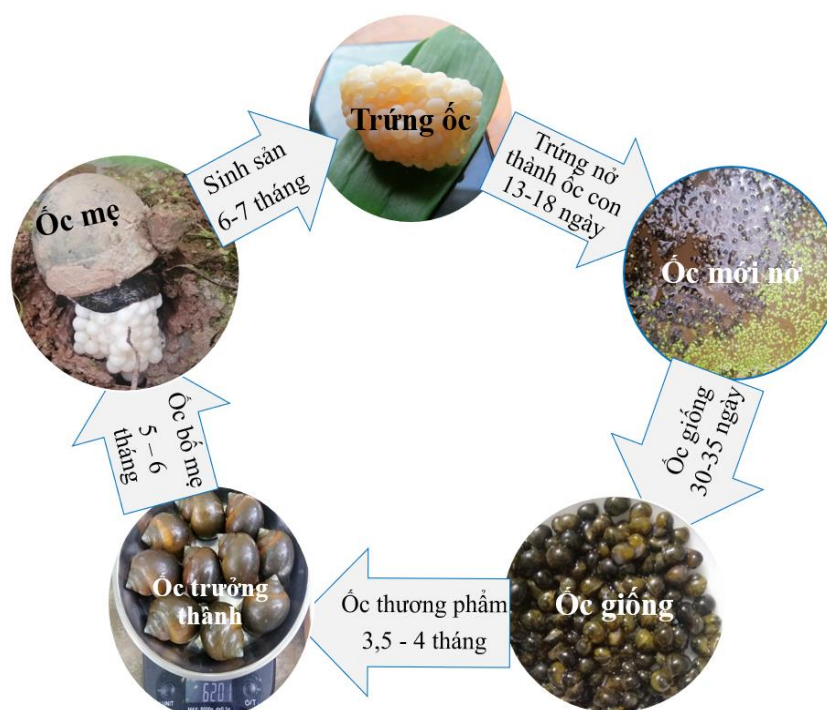 Trứng ốc
Trứng nở
thành ốc con
13-18 ngày
Ốc mới nở
Ốc giống
30-35 ngày
Ốc giống
Ốc thương phẩm
3,5 - 4 tháng
Ốc trưởng
thành
6201
Ốc bố mẹ
5 – 6
tháng
Ốc mẹ
Sinh sản
6-7 tháng